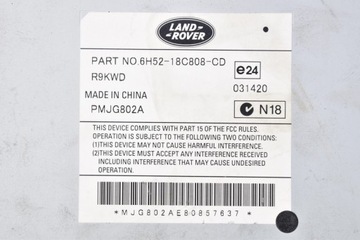 LAND-
ROVER
PART NO.6H52-18C808-CD
R9KWD
e24
031420
MADE IN CHINA
PMJG802A
N18
THIS DEVICE COMPLIES WITH PART 15 OF THE FCC RULES.
OPERATION IS SUBJECT TO THE FOLLOWING TWO CONDITIONS:
(1)THIS DEVICE MAY NOT CAUSE HARMFUL INTERFERENCE.
(2)THIS DEVICE MUST ACCEPT ANY INTERFERENCE RECEIVED
INCLUDING INTERFERENCE THAT MAY CAUSE UNDESIRED
OPERATION.
*MJG802AE80857637*